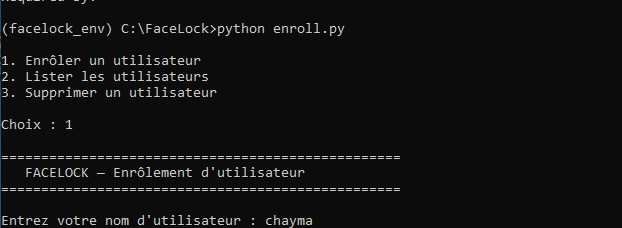 (facelock_env) C:\FaceLock>python enroll.py
1. Enrôler un utilisateur
2. Lister les utilisateurs
3. Supprimer un utilisateur
Choix : 1
==================================================
FACELOCK — Enrôlement d'utilisateur
==================================================
Entrez votre nom d'utilisateur : chayma